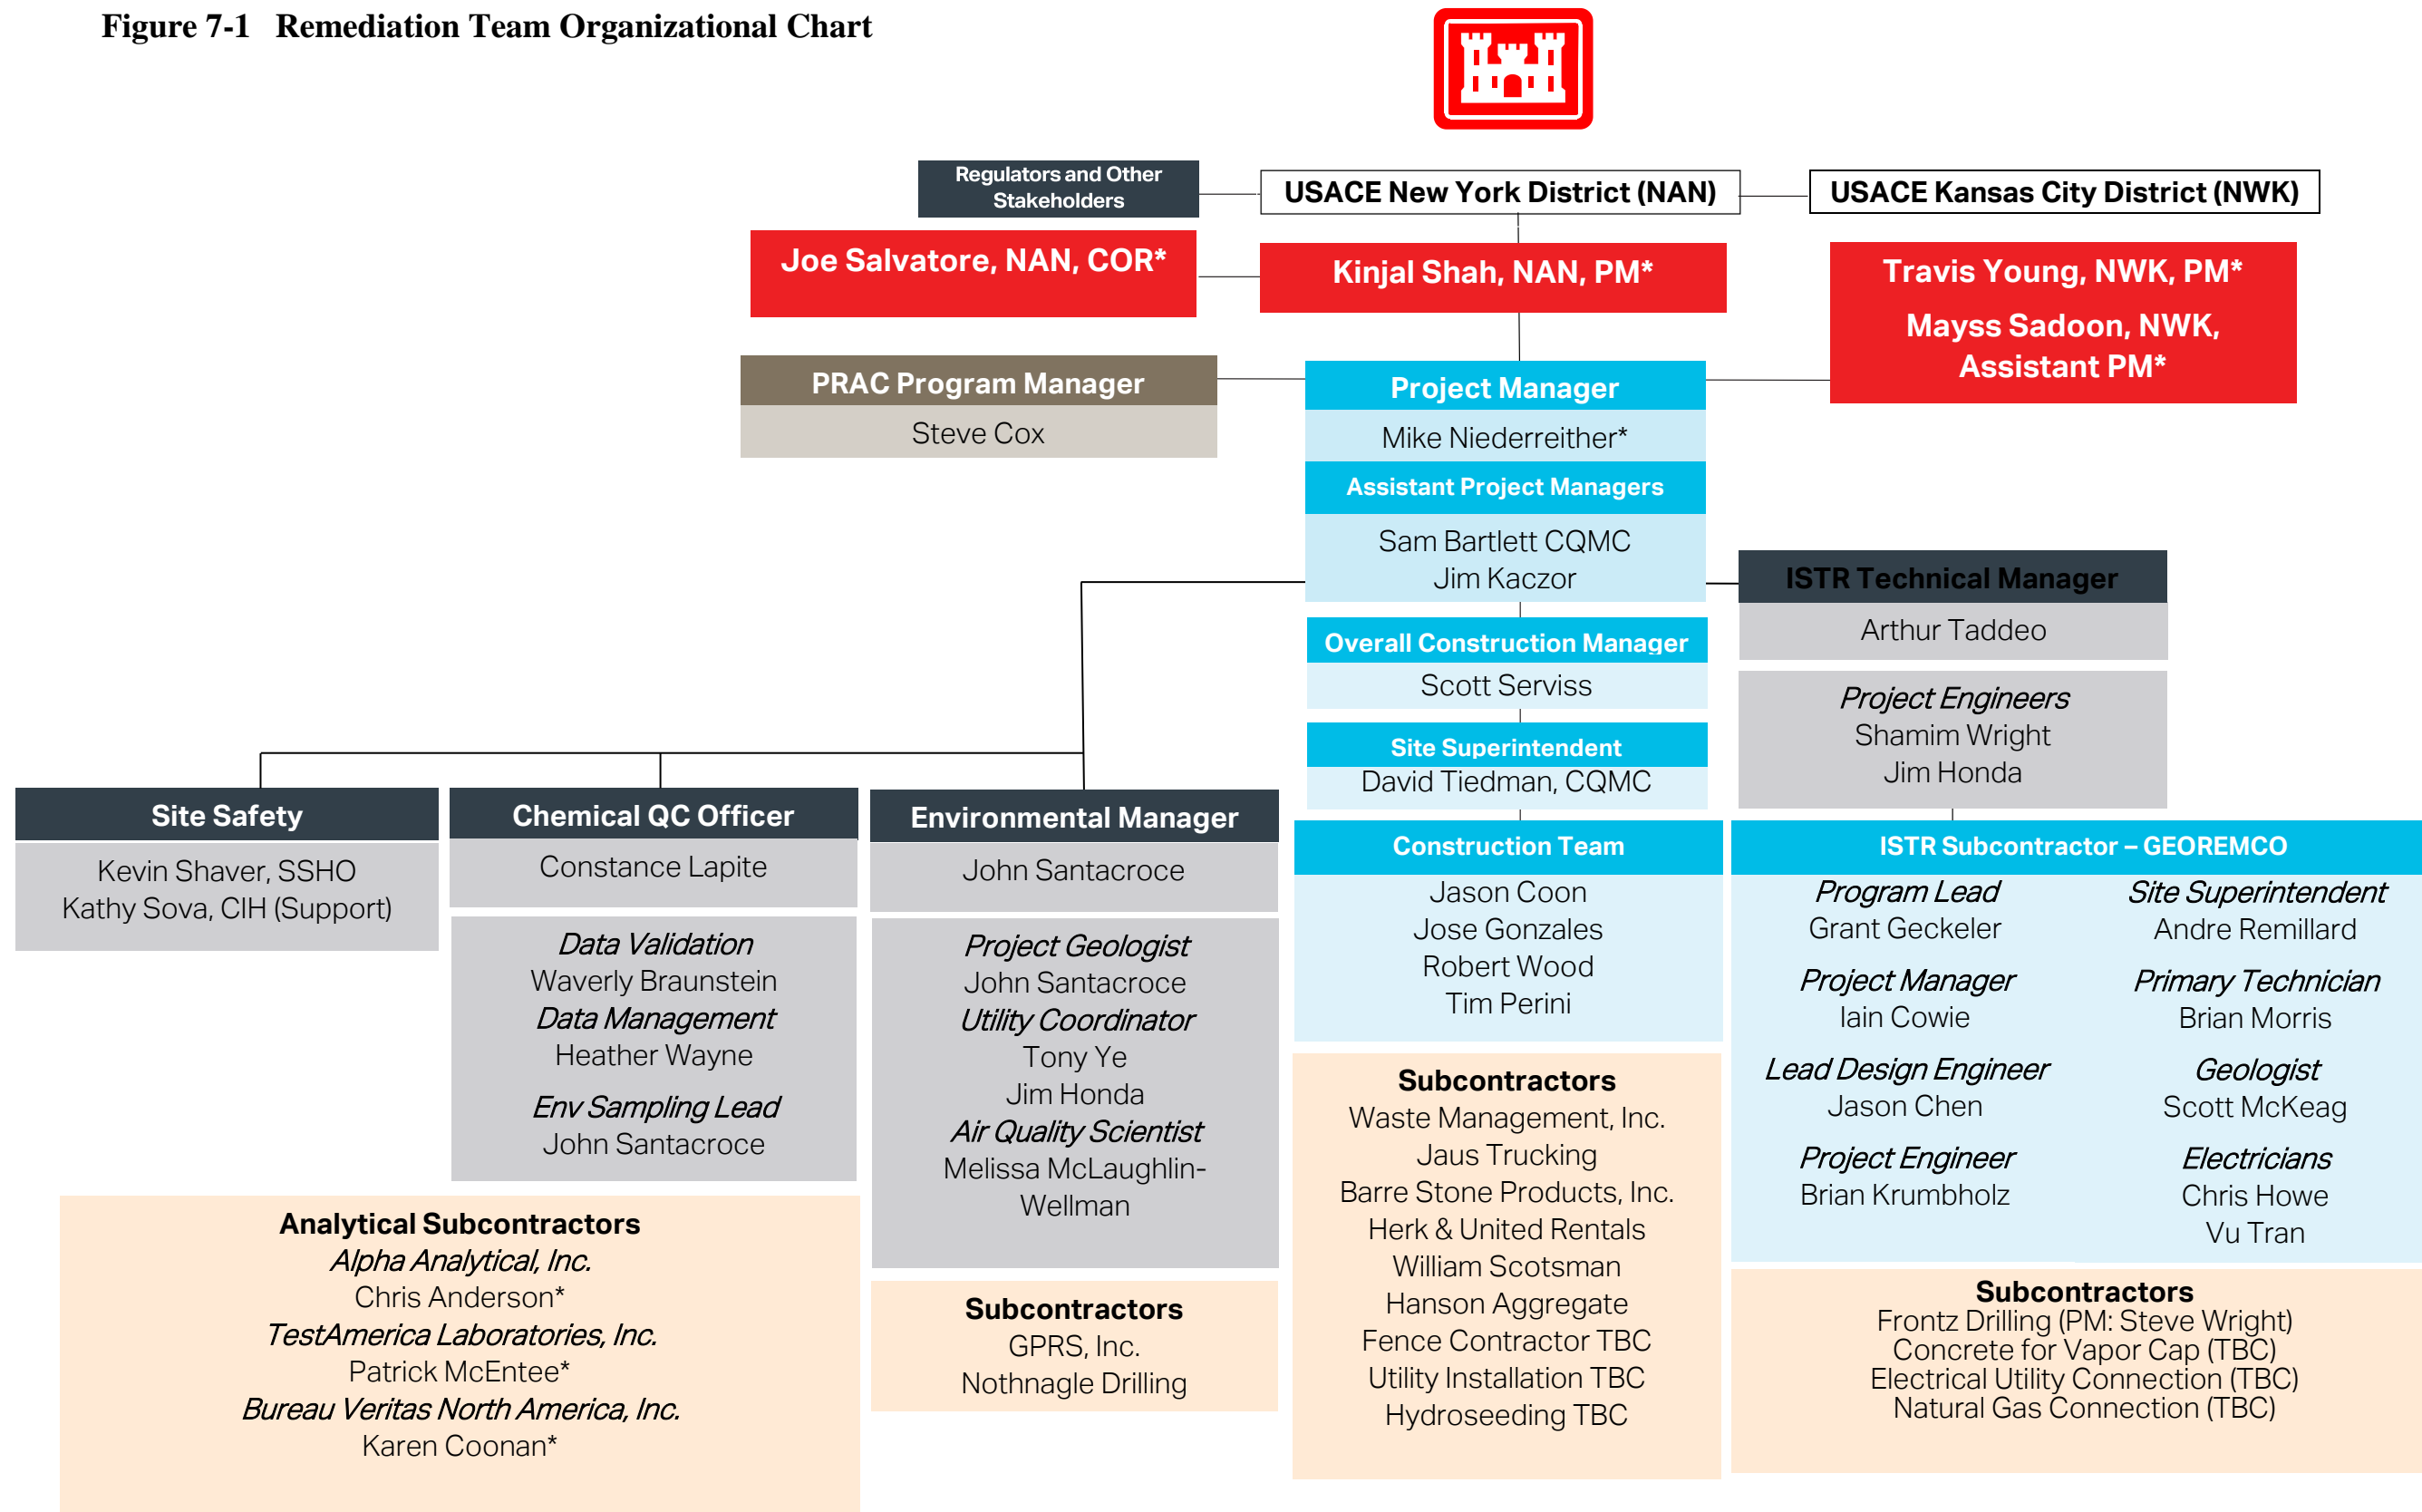 Figure 7-1 Remediation Team Organizational Chart
Regulators and Other
Stakeholders
USACE New York District (NAN)
USACE Kansas City District (NWK)
Joe Salvatore, NAN, COR*
Kinjal Shah, NAN, PM*
Travis Young, NWK, PM*
Mayss Sadoon, NWK,
Assistant PM*
PRAC Program Manager
Steve Cox
Project Manager
Mike Niederreither*
Assistant Project Managers
Sam Bartlett CQMC
Jim Kaczor
ISTR Technical Manager
Arthur Taddeo
Project Engineers
Shamim Wright
Jim Honda
Overall Construction Manager
Scott Serviss
Site Superintendent
David Tiedman, CQMC
Site Safety
Kevin Shaver, SSHO
Kathy Sova, CIH (Support)
Chemical QC Officer
Constance Lapite
Data Validation
Waverly Braunstein
Data Management
Heather Wayne
Env Sampling Lead
John Santacroce
Analytical Subcontractors
Alpha Analytical, Inc.
Chris Anderson*
TestAmerica Laboratories, Inc.
Patrick McEntee*
Bureau Veritas North America, Inc.
Karen Coonan*
Environmental Manager
John Santacroce
Project Geologist
John Santacroce
Utility Coordinator
Tony Ye
Jim Honda
Air Quality Scientist
Melissa McLaughlin-
Wellman
Subcontractors
GPRS, Inc.
Nothnagle Drilling
Construction Team
Jason Coon
Jose Gonzales
Robert Wood
Tim Perini
Subcontractors
Waste Management, Inc.
Jaus Trucking
Barre Stone Products, Inc.
Herk & United Rentals
William Scotsman
Hanson Aggregate
Fence Contractor TBC
Utility Installation TBC
Hydroseeding TBC
ISTR Subcontractor – GEOREMCO
Program Lead
Grant Geckeler
Project Manager
Iain Cowie
Lead Design Engineer
Jason Chen
Project Engineer
Brian Krumbholz
Site Superintendent
Andre Remillard
Primary Technician
Brian Morris
Geologist
Scott McKeag
Electricians
Chris Howe
Vu Tran
Subcontractors
Frontz Drilling (PM: Steve Wright)
Concrete for Vapor Cap (TBC)
Electrical Utility Connection (TBC)
Natural Gas Connection (TBC)